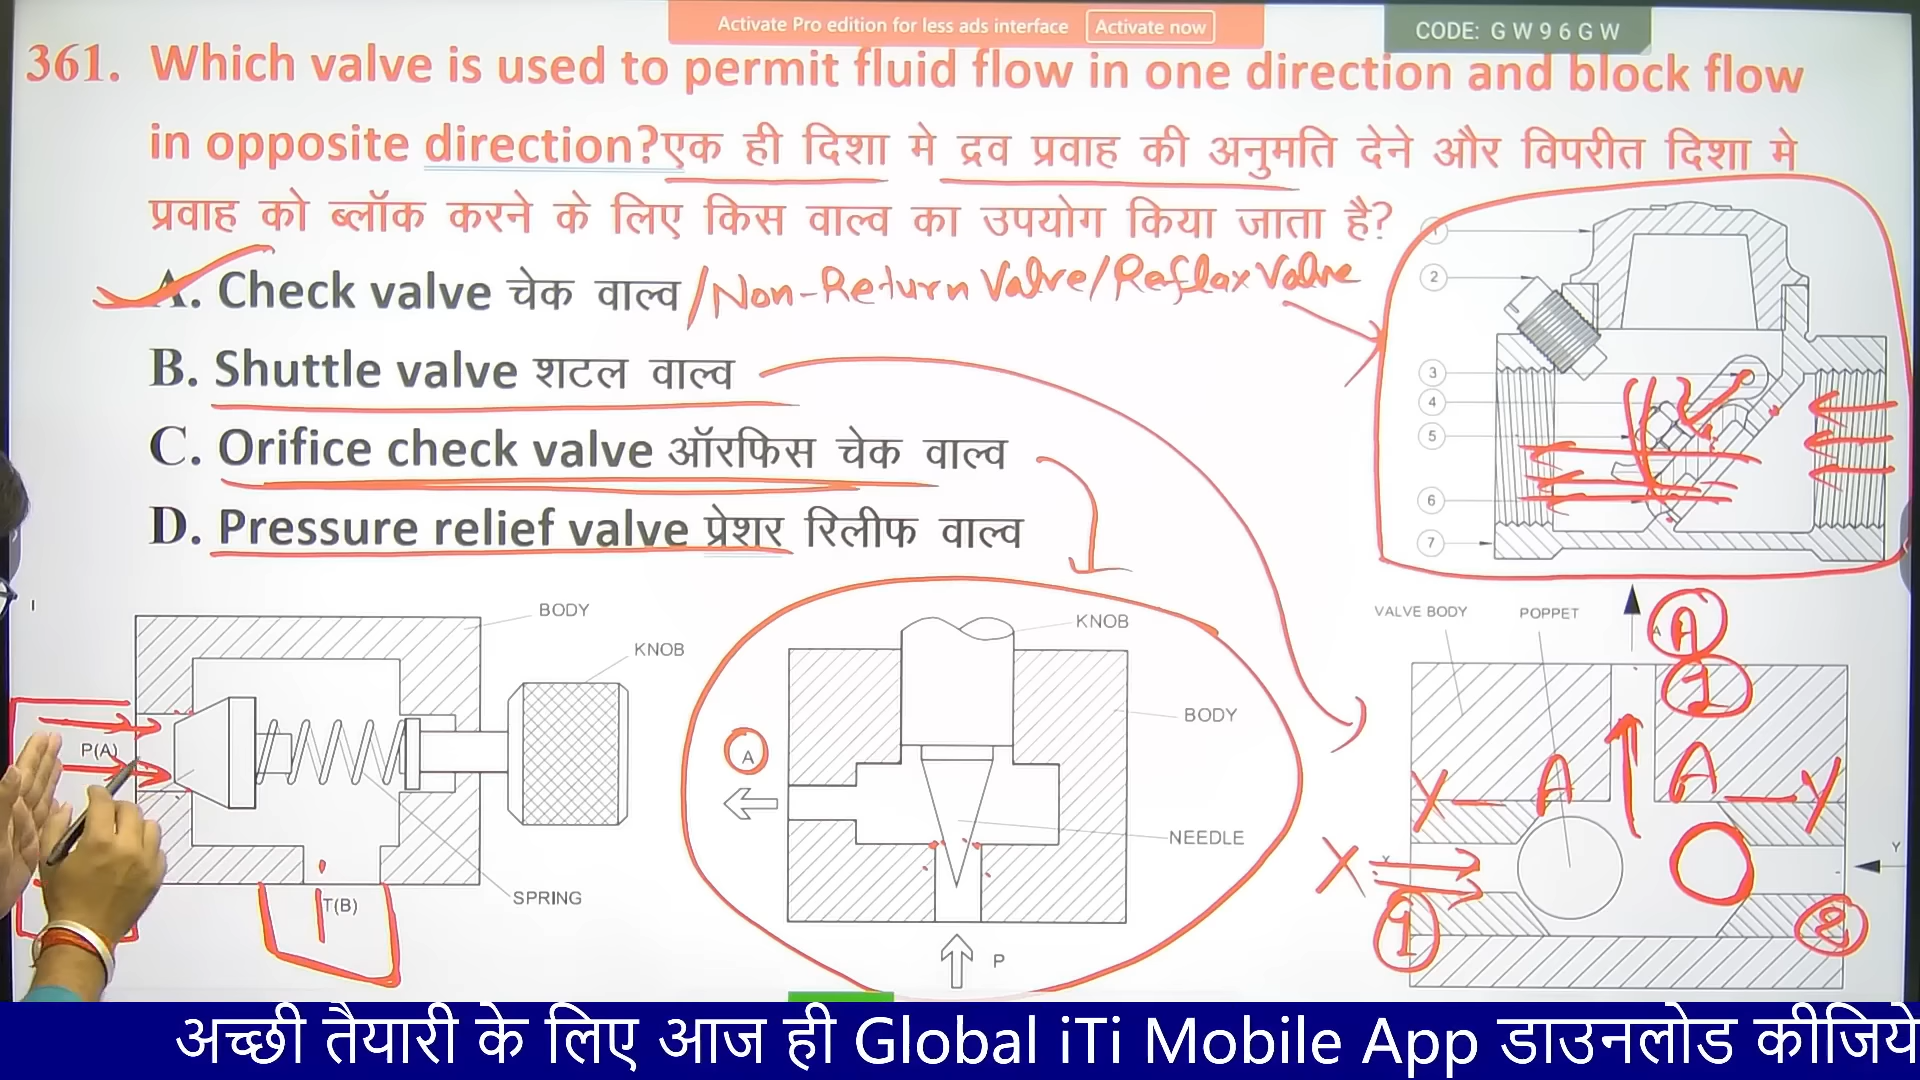 Activate Pro edition for less ads interface Activate now
CODE: G W 9 6 G W
361. Which valve is used to permit fluid flow in one direction and block flow
in opposite direction?एक ही दिशा मे द्रव प्रवाह की अनुमति देने और विपरीत दिशा मे
प्रवाह को ब्लॉक करने के लिए किस वाल्व का उपयोग किया जाता है?
A. Check valve चेक वाल्व /Non-Return Valve/Reflax Valve
B. Shuttle valve शटल वाल्व
C. Orifice check valve ऑरफिस चेक वाल्व
D. Pressure relief valve प्रेशर रिलीफ वाल्व
1
2
3
4
5
6
7
BODY
KNOB
P(A)
SPRING
T(B)
KNOB
A
BODY
NEEDLE
P
VALVE BODY
POPPET
A
A
1
X-A
A-Y
X
X
Y
1
2
अच्छी तैयारी के लिए आज ही Global iTi Mobile App डाउनलोड कीजिये